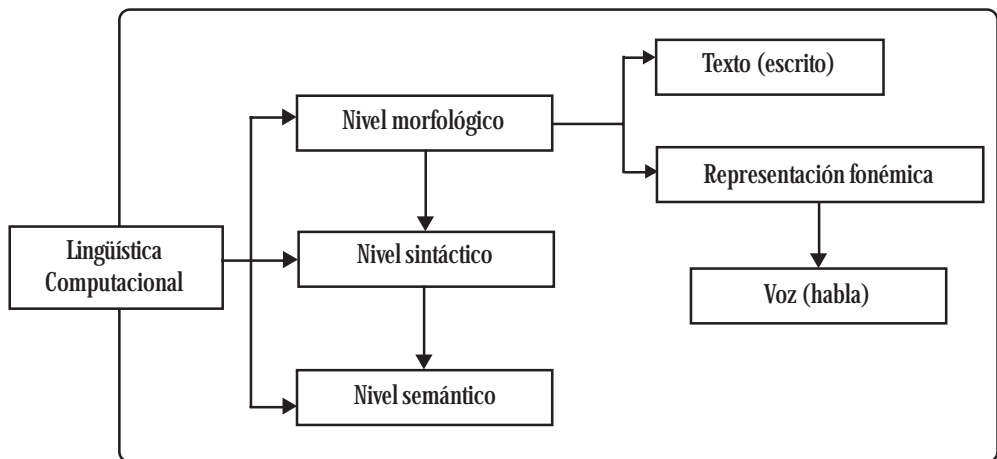 Texto (escrito)
Nivel morfológico
Representación fonémica
Lingüística
Computacional
Nivel sintáctico
Voz (habla)
Nivel semántico